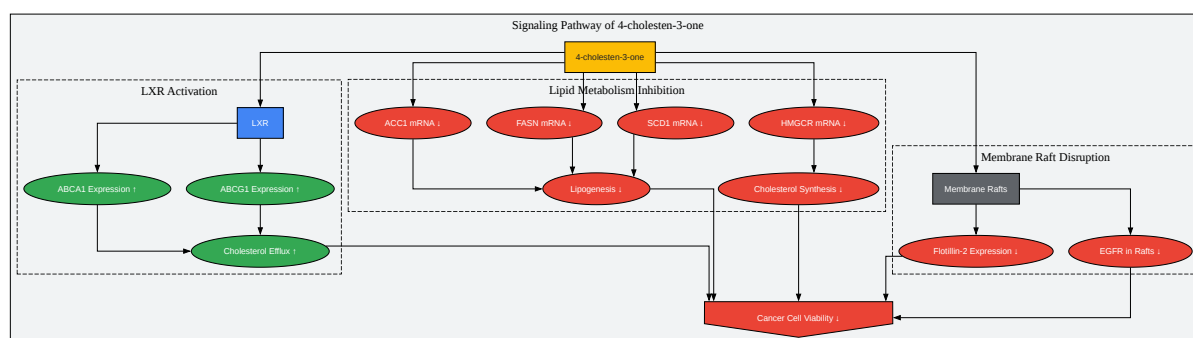 Signaling Pathway of 4-cholesten-3-one
4-cholesten-3-one
LXR Activation
Lipid Metabolism Inhibition
LXR
ACC1 mRNA ↓
FASN mRNA ↓
SCD1 mRNA ↓
HMGCR mRNA ↓
Membrane Raft Disruption
ABCA1 Expression ↑
ABCG1 Expression ↑
Lipogenesis ↓
Cholesterol Synthesis ↓
Membrane Rafts
Cholesterol Efflux ↑
Flotillin-2 Expression ↓
EGFR in Rafts ↓
Cancer Cell Viability ↓